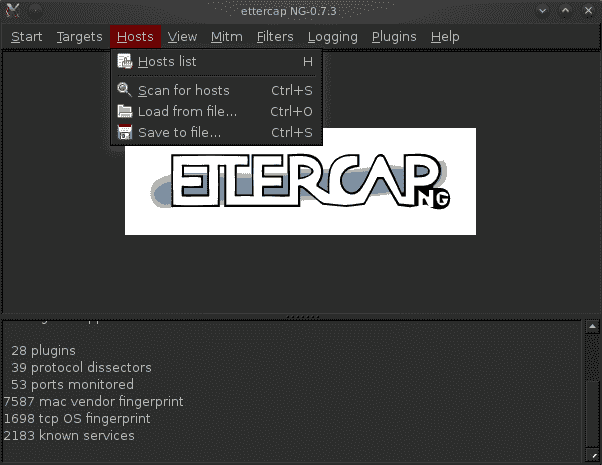 ettercap NG-0.7.3
Start Targets Hosts View Mitm Filters Logging Plugins Help
Hosts list H
Scan for hosts Ctrl+S
Load from file... Ctrl+O
Save to file... Ctrl+S
ETTERCAP
NG
28 plugins
39 protocol dissectors
53 ports monitored
7587 mac vendor fingerprint
1698 tcp OS fingerprint
2183 known services